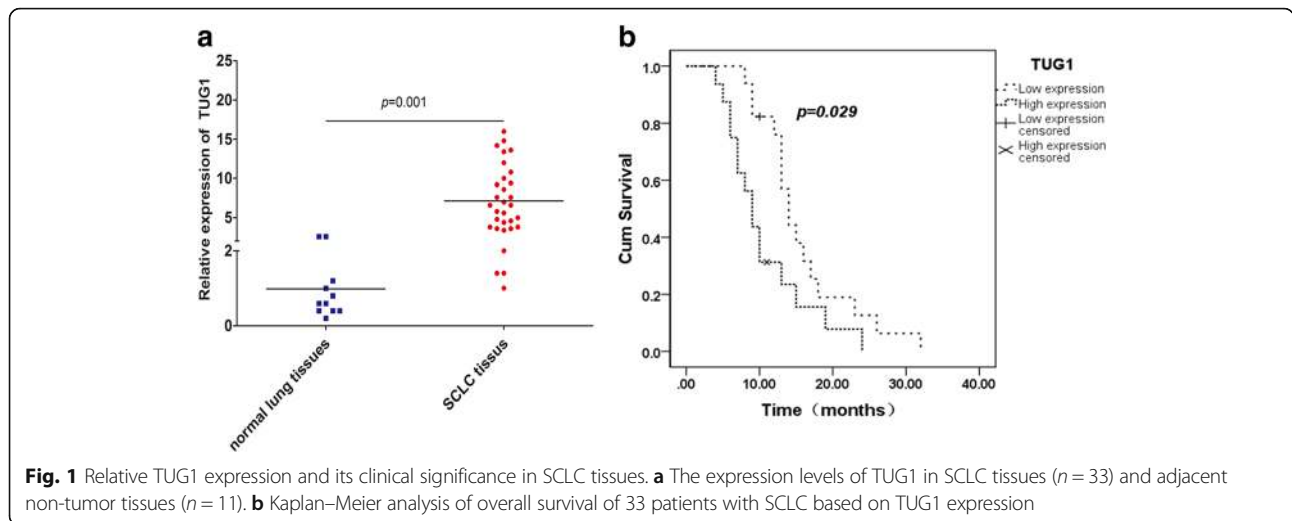 a
Relative expression of TUG1
25
20
15
10
5
2
0
p=0.001
normal lung tissues
SCLC tissus
b
Cum Survival
1.0
0.8
0.6
0.4
0.2
0.0
p=0.029
.00 10.00 20.00 30.00 40.00
Time（months）
TUG1
Low expression
High expression
Low expression
censored
High expression
censored
Fig. 1 Relative TUG1 expression and its clinical significance in SCLC tissues. a The expression levels of TUG1 in SCLC tissues (n = 33) and adjacent
non-tumor tissues (n = 11). b Kaplan–Meier analysis of overall survival of 33 patients with SCLC based on TUG1 expression